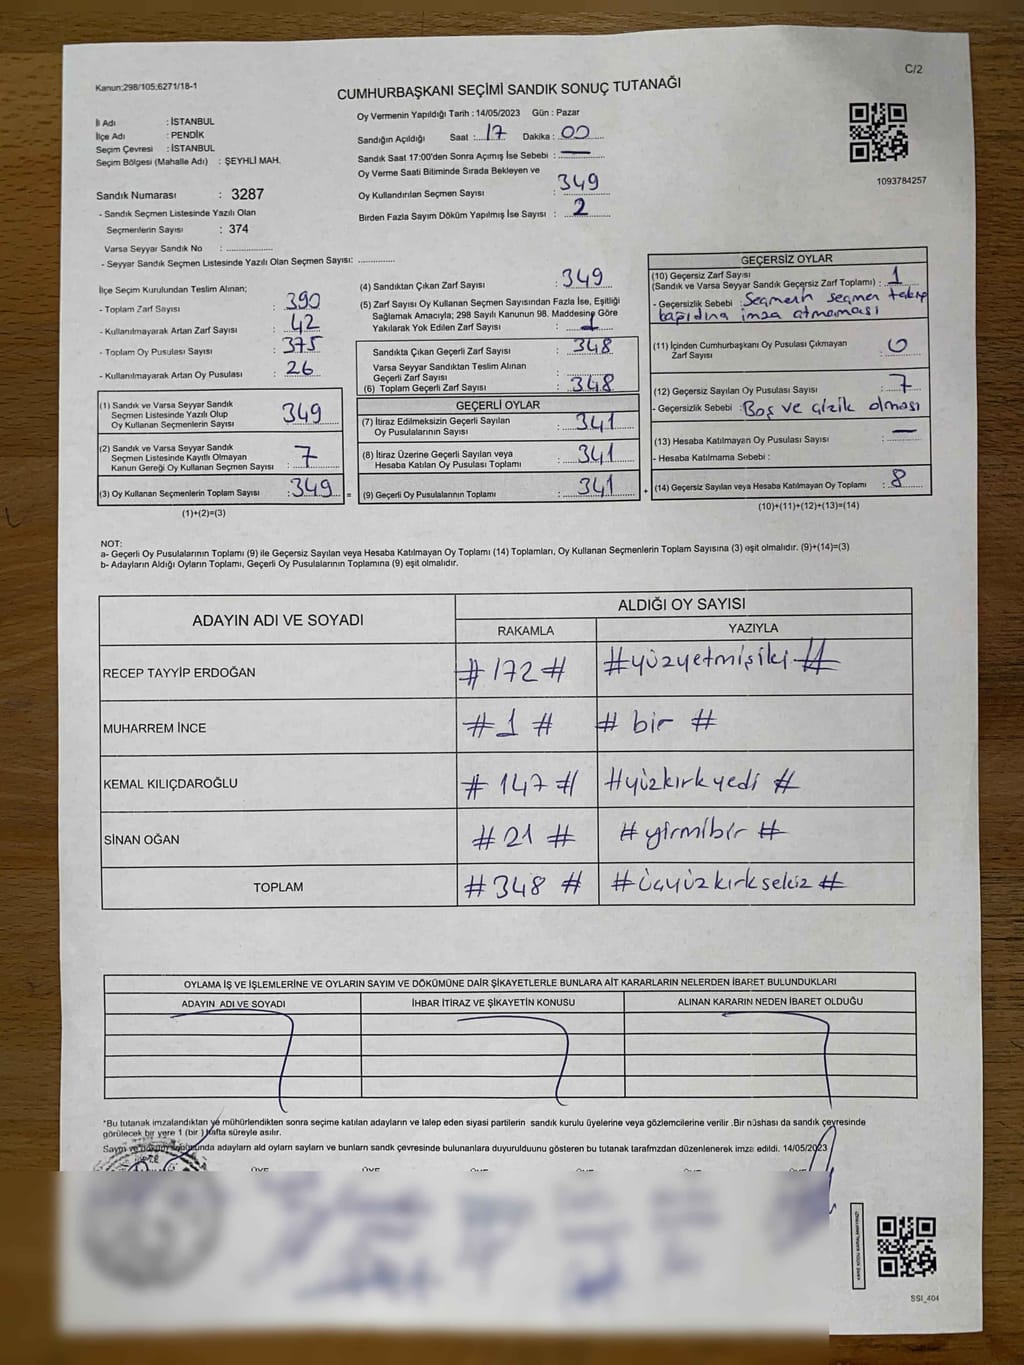 C/2
Kanun:298/105;6271/18-1
CUMHURBAŞKANI SEÇİMİ SANDIK SONUÇ TUTANAĞI
İl Adı : İSTANBUL
İlçe Adı : PENDİK
Seçim Çevresi : İSTANBUL
Seçim Bölgesi (Mahalle Adı) : ŞEYHLİ MAH.
Oy Vermenin Yapıldığı Tarih : 14/05/2023 Gün : Pazar
Sandığın Açıldığı Saat : 17 Dakika : 00
Sandık Saat 17:00'den Sonra Açımış İse Sebebi : —
Oy Verme Saati Bitiminde Sırada Bekleyen ve
Oy Kullandırılan Seçmen Sayısı : 349
Birden Fazla Sayım Döküm Yapılmış İse Sayısı : 2
1093784257
Sandık Numarası : 3287
- Sandık Seçmen Listesinde Yazılı Olan
Seçmenlerin Sayısı : 374
Varsa Seyyar Sandık No : ................
- Seyyar Sandık Seçmen Listesinde Yazılı Olan Seçmen Sayısı: .............
İlçe Seçim Kurulundan Teslim Alınan;
- Toplam Zarf Sayısı : 390
- Kullanılmayarak Artan Zarf Sayısı : 42
- Toplam Oy Pusulası Sayısı : 375
- Kullanılmayarak Artan Oy Pusulası : 26
(1) Sandık ve Varsa Seyyar Sandık
Seçmen Listesinde Yazılı Olup
Oy Kullanan Seçmenlerin Sayısı : 349
(2) Sandık ve Varsa Seyyar Sandık
Seçmen Listesinde Kayıtlı Olmayan
Kanun Gereği Oy Kullanan Seçmen Sayısı : 7
(3) Oy Kullanan Seçmenlerin Toplam Sayısı : 349
(1)+(2)=(3)
(4) Sandıktan Çıkan Zarf Sayısı : 349
(5) Zarf Sayısı Oy Kullanan Seçmen Sayısından Fazla İse, Eşitliği
Sağlamak Amacıyla; 298 Sayılı Kanunun 98. Maddesine Göre
Yakılarak Yok Edilen Zarf Sayısı : 1
Sandıkta Çıkan Geçerli Zarf Sayısı : 348
Varsa Seyyar Sandıktan Teslim Alınan
Geçerli Zarf Sayısı
(6) Toplam Geçerli Zarf Sayısı : 348
GEÇERLİ OYLAR
(7) İtiraz Edilmeksizin Geçerli Sayılan
Oy Pusulalarının Sayısı : 341
(8) İtiraz Üzerine Geçerli Sayılan veya
Hesaba Katılan Oy Pusulası Toplamı : 341
= (9) Geçerli Oy Pusulalarının Toplamı : 341 +
GEÇERSİZ OYLAR
(10) Geçersiz Zarf Sayısı
(Sandık ve Varsa Seyyar Sandık Geçersiz Zarf Toplamı) : 1
- Geçersizlik Sebebi : Seçmenin seçmen takip
kapıdına imza atmaması
(11) İçinden Cumhurbaşkanı Oy Pusulası Çıkmayan
Zarf Sayısı : 0
(12) Geçersiz Sayılan Oy Pusulası Sayısı : 7
- Geçersizlik Sebebi : Boş ve çizik olması
(13) Hesaba Katılmayan Oy Pusulası Sayısı : —
- Hesaba Katılmama Sebebi :
(14) Geçersiz Sayılan veya Hesaba Katılmayan Oy Toplamı : 8
(10)+(11)+(12)+(13)=(14)
NOT:
a- Geçerli Oy Pusulalarının Toplamı (9) ile Geçersiz Sayılan veya Hesaba Katılmayan Oy Toplamı (14) Toplamları, Oy Kullanan Seçmenlerin Toplam Sayısına (3) eşit olmalıdır. (9)+(14)=(3)
b- Adayların Aldığı Oyların Toplamı, Geçerli Oy Pusulalarının Toplamına (9) eşit olmalıdır.
ADAYIN ADI VE SOYADI ALDIĞI OY SAYISI
RAKAMLA YAZIYLA
RECEP TAYYİP ERDOĞAN # 172 # # yüzyetmişiki #
MUHARREM İNCE # 1 # # bir #
KEMAL KILIÇDAROĞLU # 147 # # yüzkırkyedi #
SİNAN OĞAN # 21 # # yirmibir #
TOPLAM # 348 # # üçyüzkırksekiz #
OYLAMA İŞ VE İŞLEMLERİNE VE OYLARIN SAYIM VE DÖKÜMÜNE DAİR ŞİKAYETLERLE BUNLARA AİT KARARLARIN NELERDEN İBARET BULUNDUKLARI
ADAYIN ADI VE SOYADI İHBAR İTİRAZ VE ŞİKAYETİN KONUSU ALINAN KARARIN NEDEN İBARET OLDUĞU
*Bu tutanak imzalandıktan ve mühürlendikten sonra seçime katılan adayların ve talep eden siyasi partilerin sandık kurulu üyelerine veya gözlemcilerine verilir .Bir nüshası da sandık çevresinde
görülecek bir yere 1 (bir ) hafta süreyle asılır.
Sayım ve adayların ald oyların sayıların ve bunların sandık çevresinde bulunanlara duyurulduunu gösteren bu tutanak tarafmzdan düzenlenerek imza edildi. 14/05/2023
SSI_404